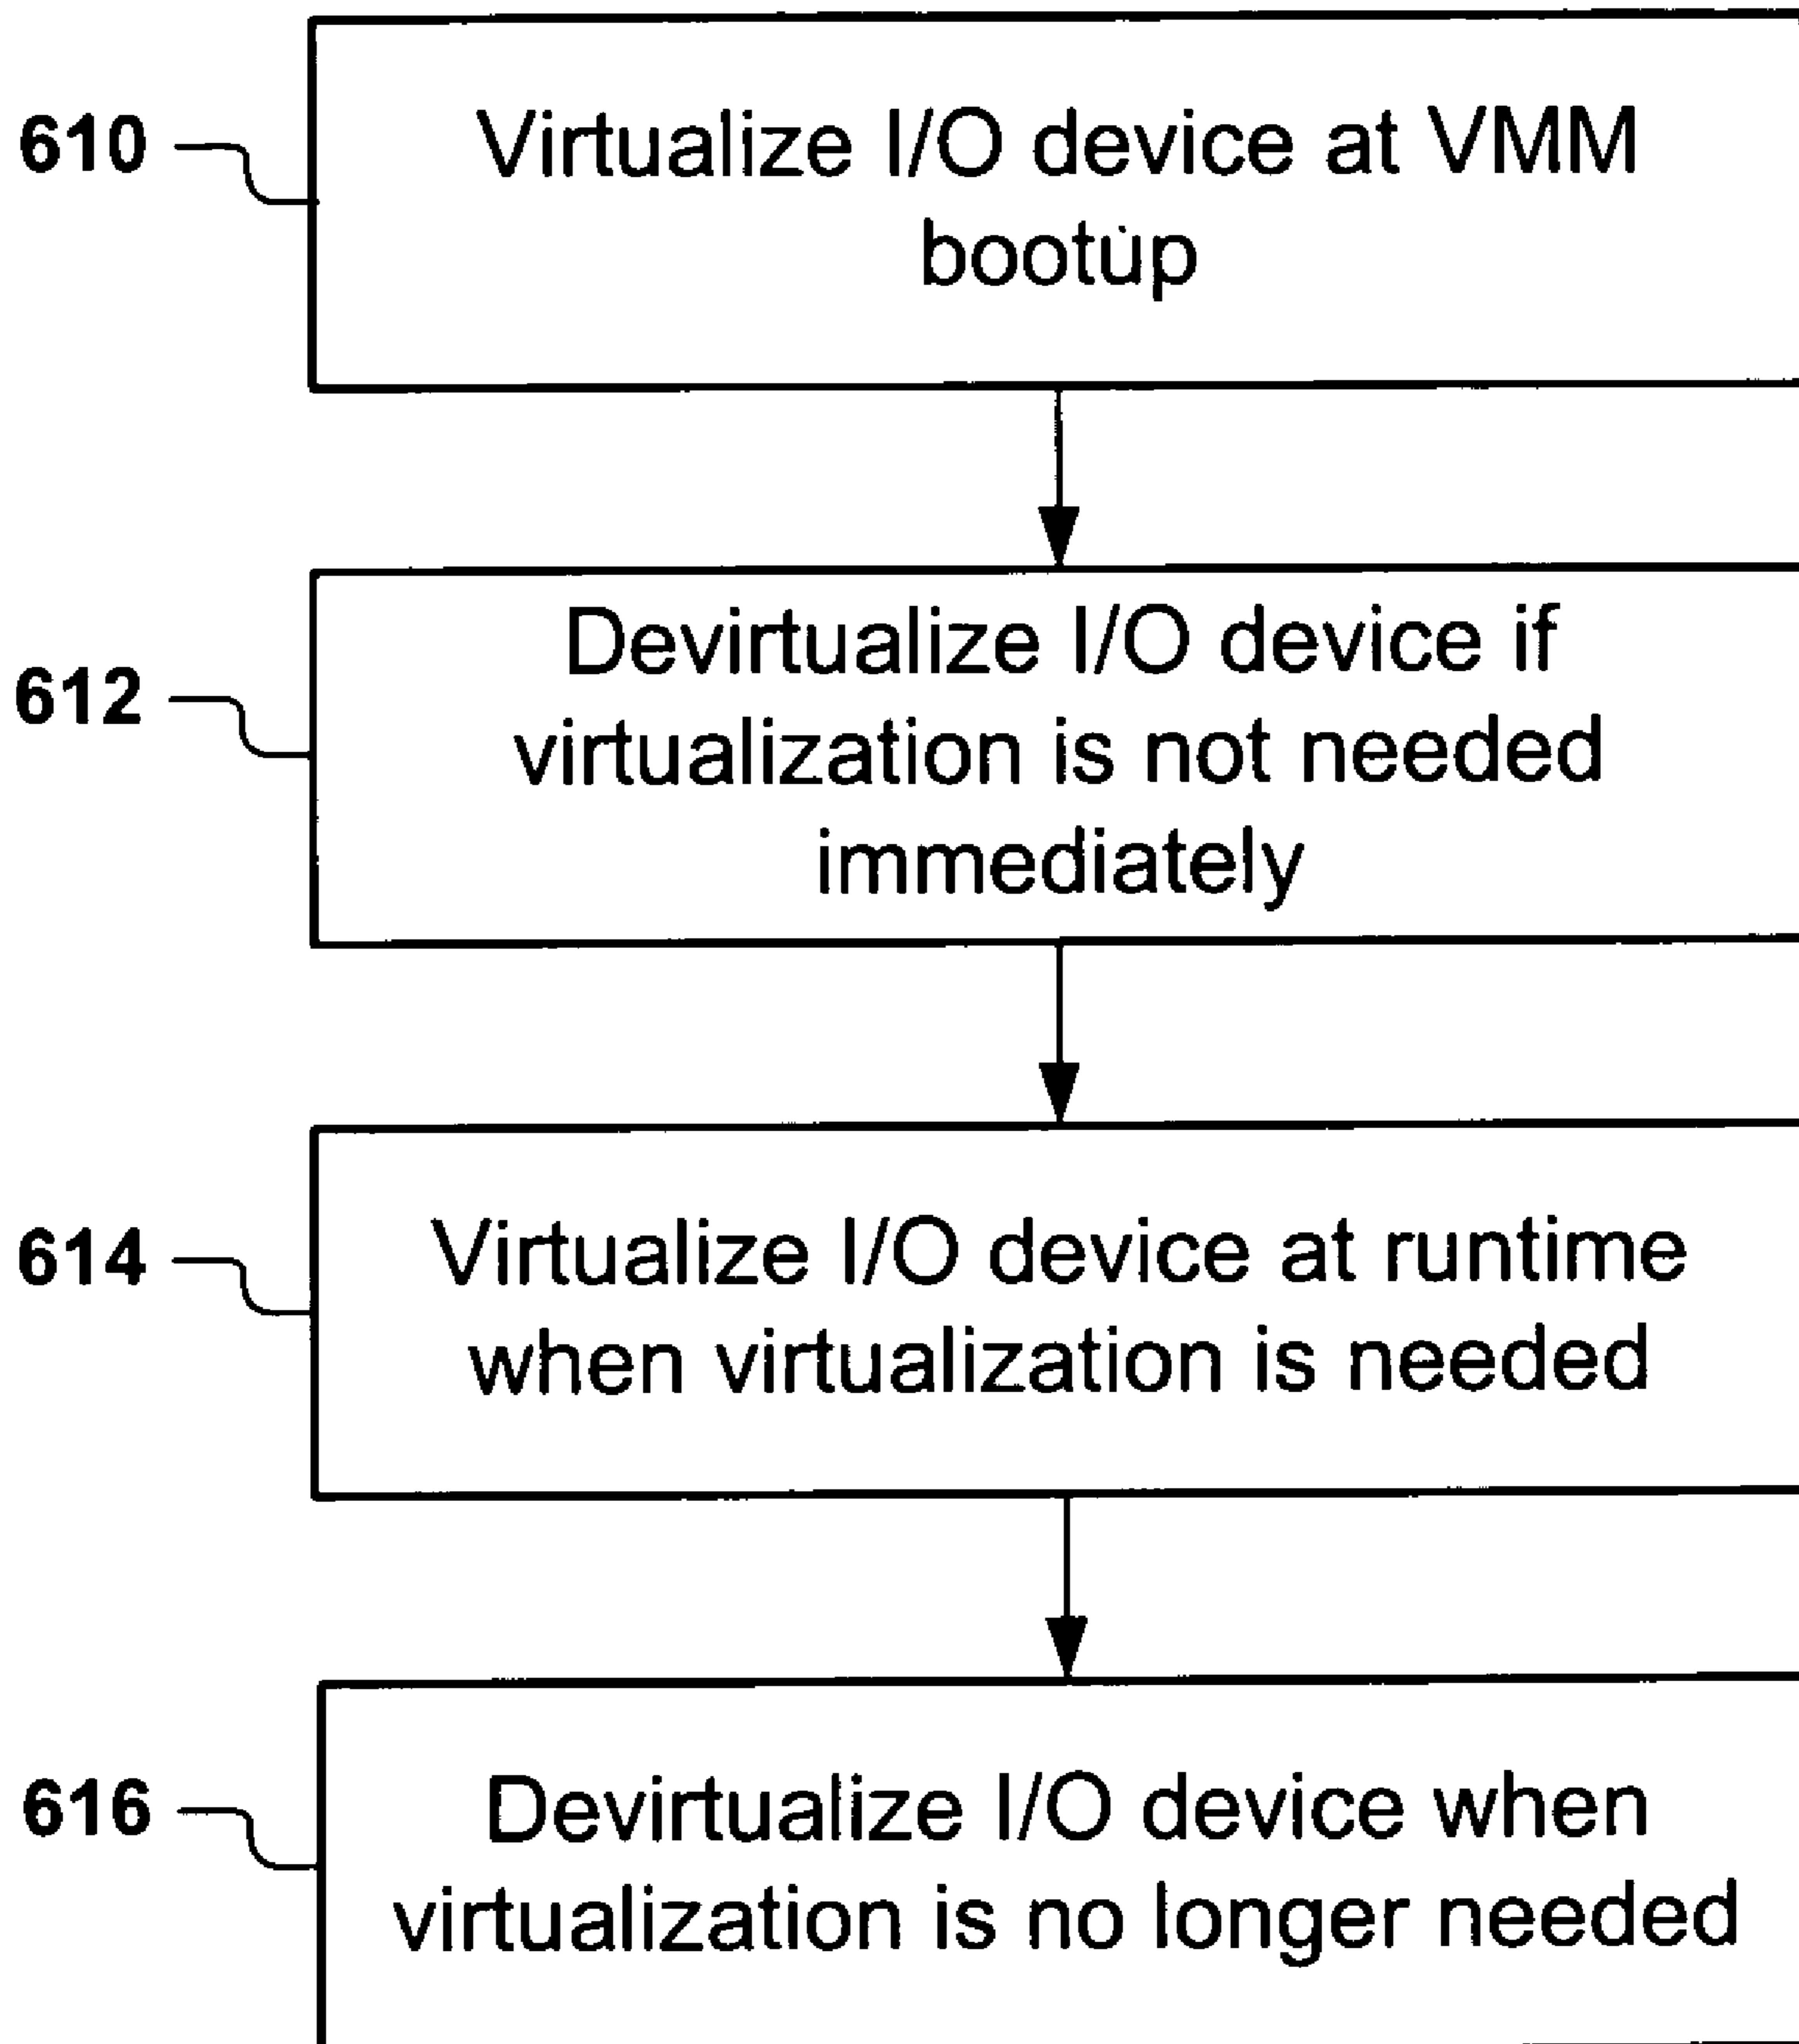 610
Virtualize I/O device at VMM
bootup
612
Devirtualize I/O device if
virtualization is not needed
immediately
614
Virtualize I/O device at runtime
when virtualization is needed
616
Devirtualize I/O device when
virtualization is no longer needed